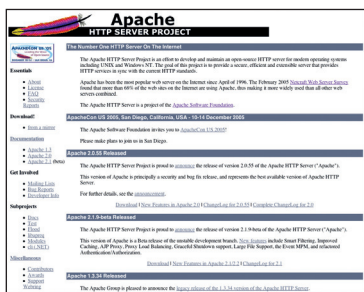 Apache
HTTP SERVER PROJECT
The Number One HTTP Server On The Internet
The Apache HTTP Server Project is an effort to develop and maintain an open-source HTTP server for modern operating systems
including UNIX and Windows NT. The goal of this project is to provide a secure, efficient and extensible server that provides
HTTP services in sync with the current HTTP standards.
Apache has been the most popular web server on the Internet since April of 1996. The February 2005 Netcraft Web Server Survey
found that more than 68% of the web sites on the Internet are using Apache, thus making it more widely used than all other web
servers combined.
The Apache HTTP Server is a project of the Apache Software Foundation.
ApacheCon US 2005, San Diego, California, USA - 10-14 December 2005
The Apache Software Foundation invites you to ApacheCon US 2005!
Please make plans to join us in San Diego.
Apache 2.0.55 Released
The Apache HTTP Server Project is proud to announce the release of version 2.0.55 of the Apache HTTP Server ("Apache").
This version of Apache is principally a security and bug fix release, and represents the best available version of Apache HTTP
Server.
For further details, see the announcement.
Download | New Features in Apache 2.0 | ChangeLog for 2.0.55 | Complete ChangeLog for 2.0
Apache 2.1.9-beta Released
The Apache HTTP Server Project is proud to announce the release of version 2.1.9-beta of the Apache HTTP Server ("Apache").
This version of Apache is a Beta release of the unstable development branch. New features include Smart Filtering, Improved
Caching, AJP Proxy, Proxy Load Balancing, Graceful Shutdown support, Large File Support, the Event MPM, and refactored
Authentication/Authorization.
Download | New Features in Apache 2.1/2.2 | ChangeLog for 2.1
Apache 1.3.34 Released
The Apache Group is pleased to announce the legacy release of the 1.3.34 version of the Apache HTTP Server.
Essentials
About
License
FAQ
Security
Reports
Download!
from a mirror
Documentation
Apache 1.3
Apache 2.0
Apache 2.1 (beta)
Get Involved
Mailing Lists
Bug Reports
Developer Info
Subprojects
Docs
Test
Flood
libapreq
Modules
cli (.NET)
Miscellaneous
Contributors
Awards
Support